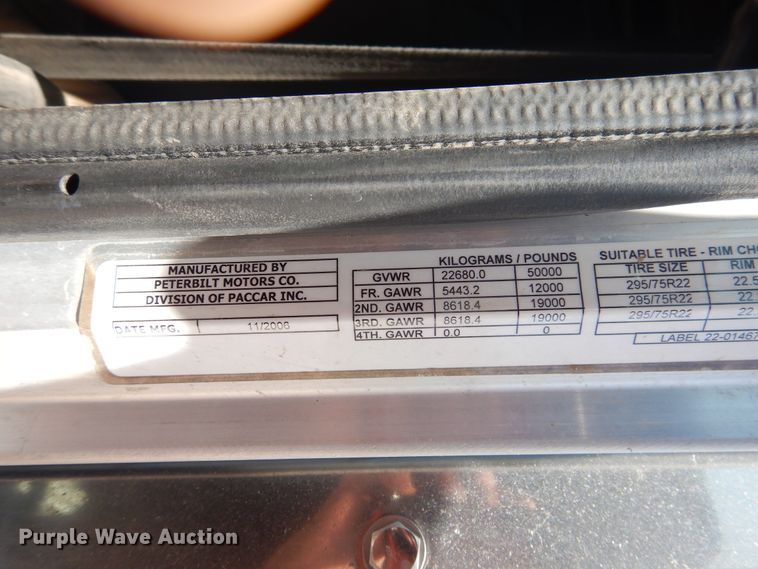 MANUFACTURED BY
PETERBILT MOTORS CO.
DIVISION OF PACCAR INC.
DATE MFG. 11/2006
KILOGRAMS / POUNDS
GVWR 22680.0 50000
FR. GAWR 5443.2 12000
2ND. GAWR 8618.4 19000
3RD. GAWR 8618.4 19000
4TH. GAWR 0.0 0
SUITABLE TIRE - RIM CHO
TIRE SIZE RIM
295/75R22 22.5
295/75R22 22.
295/75R22 22.
LABEL 22-01467
Purple Wave Auction